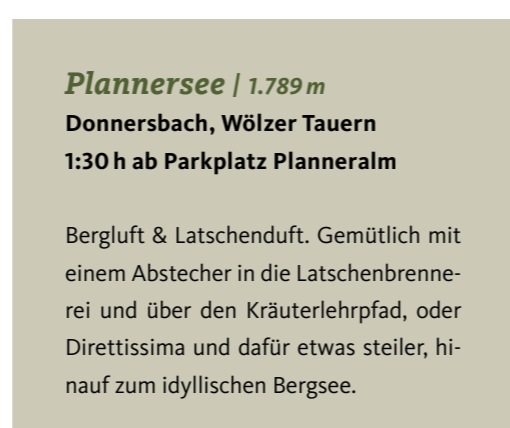 Plannersee | 1.789 m
Donnersbach, Wölzer Tauern
1:30 h ab Parkplatz Planneralm
Bergluft & Latschenduft. Gemütlich mit
einem Abstecher in die Latschenbrenne-
rei und über den Kräuterlehrpfad, oder
Direttissima und dafür etwas steiler, hi-
nauf zum idyllischen Bergsee.